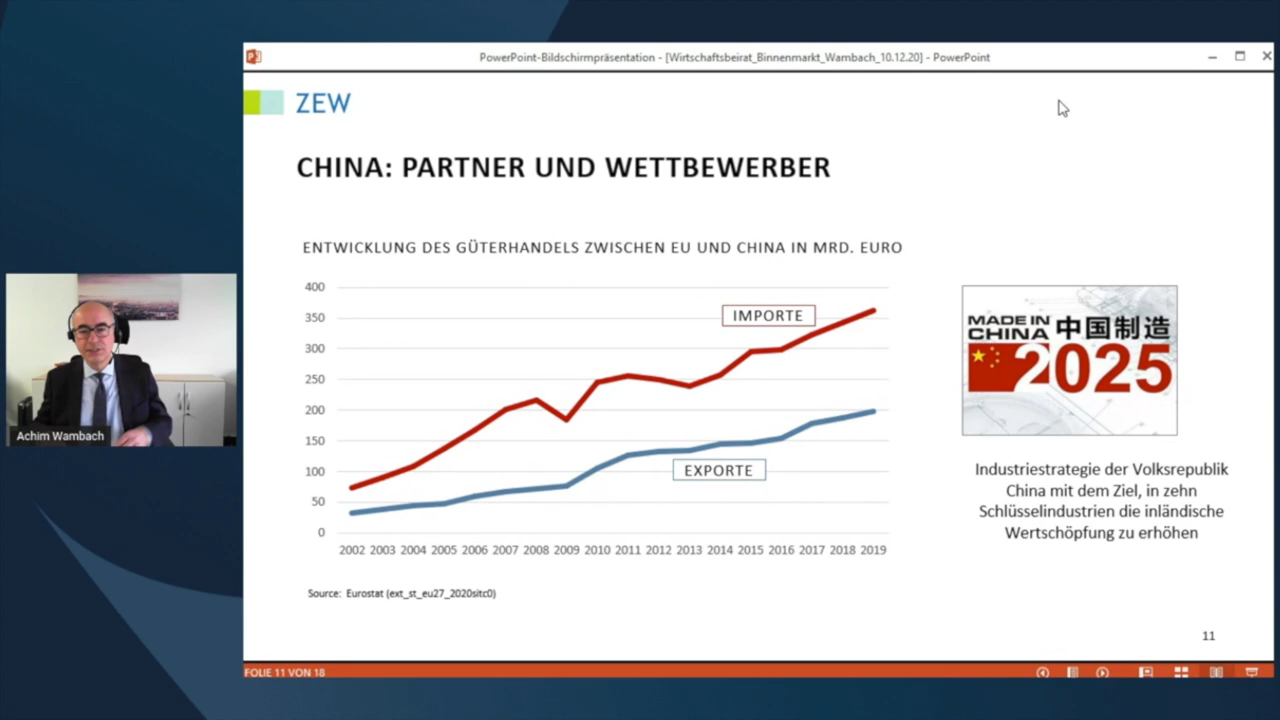 PowerPoint-Bildschirmpräsentation - [Wirtschaftsbeirat_Binnenmarkt_Wambach_10.12.20] - PowerPoint
ZEW
CHINA: PARTNER UND WETTBEWERBER
ENTWICKLUNG DES GÜTERHANDELS ZWISCHEN EU UND CHINA IN MRD. EURO
400
350
300
250
200
150
100
50
0
IMPORTE
EXPORTE
2002 2003 2004 2005 2006 2007 2008 2009 2010 2011 2012 2013 2014 2015 2016 2017 2018 2019
Source: Eurostat (ext_st_eu27_2020sitc0)
MADE IN
CHINA 中国制造
2025
Industriestrategie der Volksrepublik
China mit dem Ziel, in zehn
Schlüsselindustrien die inländische
Wertschöpfung zu erhöhen
11
FOLIE 11 VON 18
Achim Wambach